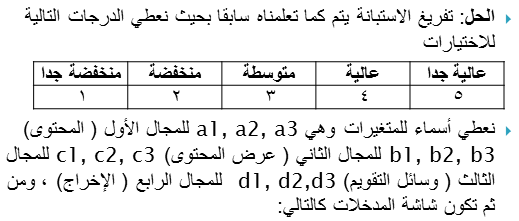 الحل: تفريغ الاستبانة يتم كما تعلمناه سابقا بحيث نعطي الدرجات التالية
للاختيارات
عالية جدا عالية متوسطة منخفضة منخفضة جدا
٥ ٤ ٣ ٢ ١
نعطي أسماء للمتغيرات وهي a1, a2, a3 للمجال الأول ( المحتوى)
b1, b2, b3 للمجال الثاني ( عرض المحتوى) c1, c2, c3 للمجال
الثالث ( وسائل التقويم) d1, d2,d3 للمجال الرابع ( الإخراج) ، ومن
ثم تكون شاشة المدخلات كالتالي: